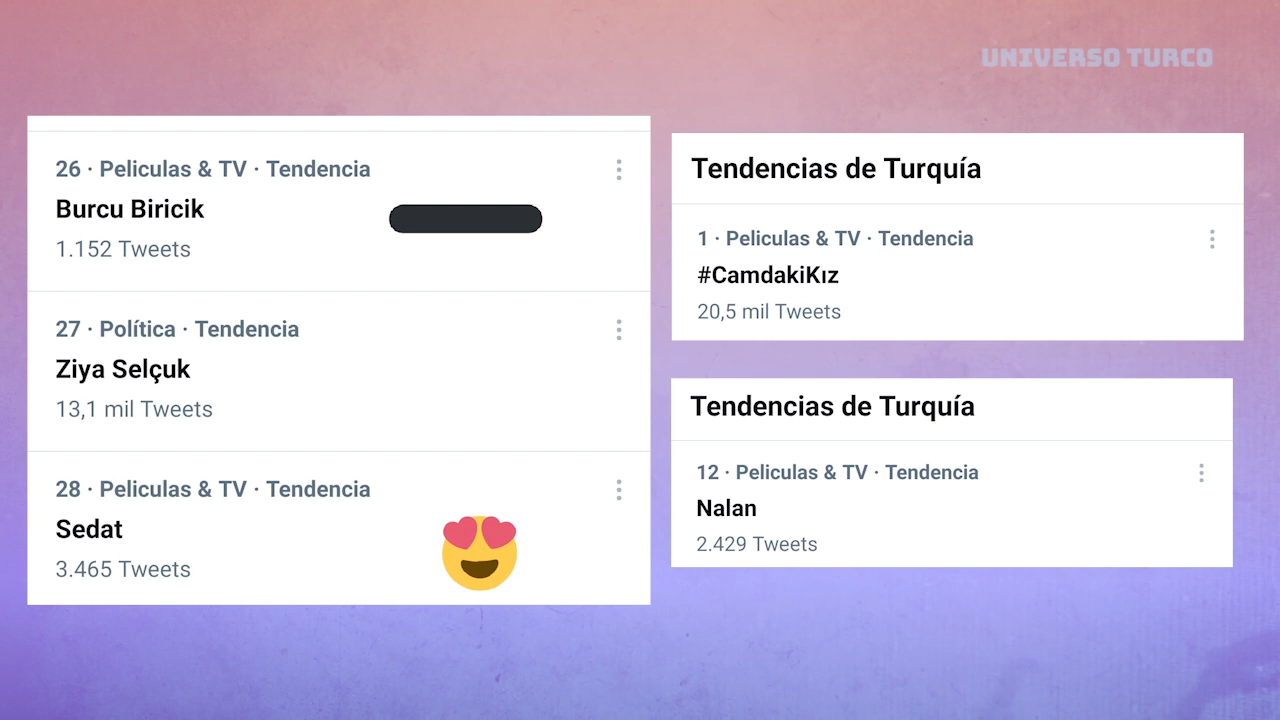 UNIVERSO TURCO
26 · Peliculas & TV · Tendencia
Burcu Biricik
1.152 Tweets
27 · Política · Tendencia
Ziya Selçuk
13,1 mil Tweets
28 · Peliculas & TV · Tendencia
Sedat
3.465 Tweets
Tendencias de Turquía
1 · Peliculas & TV · Tendencia
#CamdakiKız
20,5 mil Tweets
Tendencias de Turquía
12 · Peliculas & TV · Tendencia
Nalan
2.429 Tweets